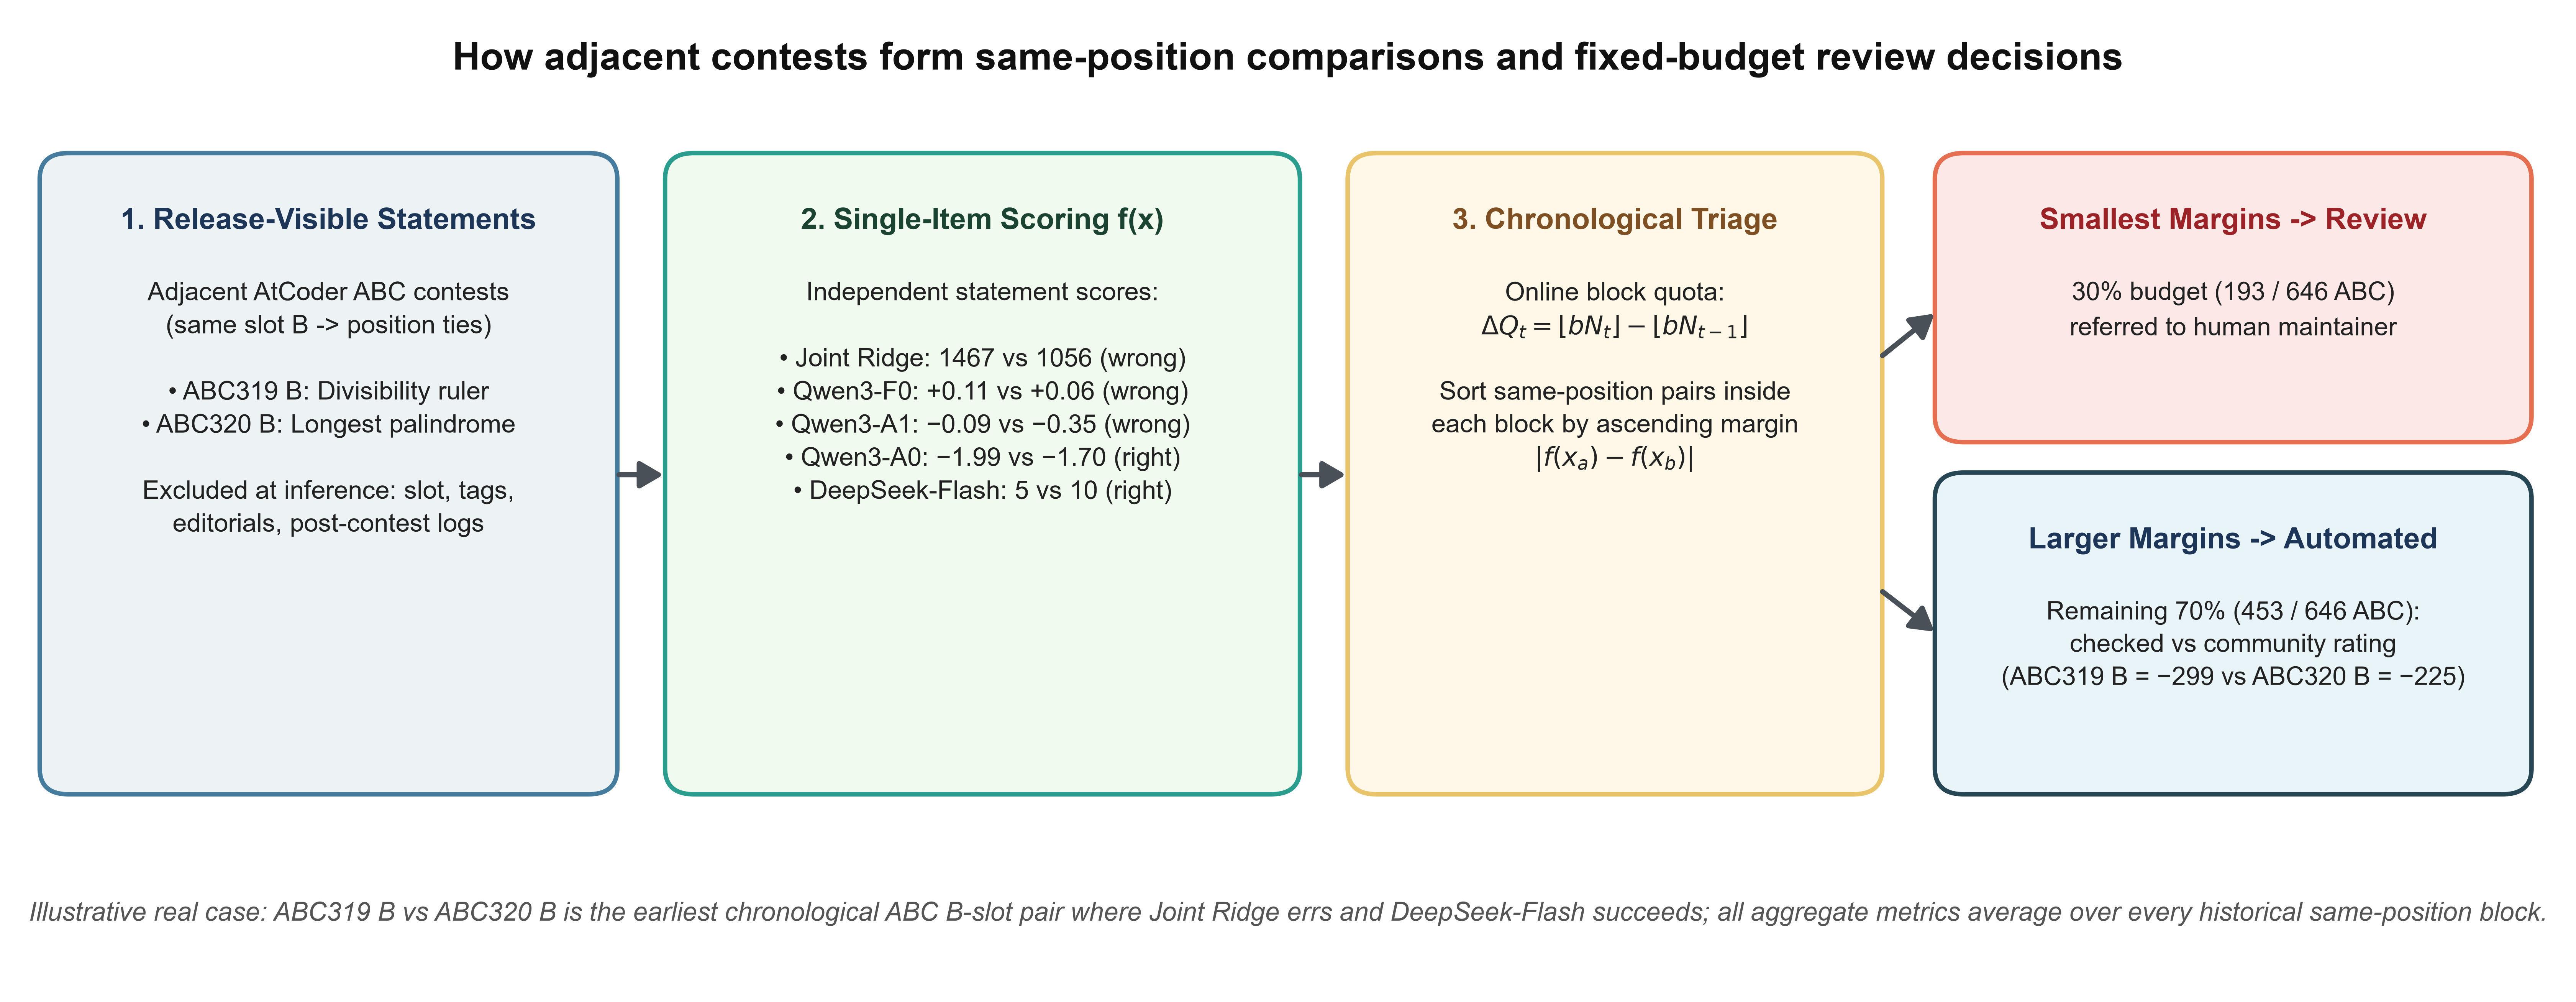 How adjacent contests form same-position comparisons and fixed-budget review decisions
1. Release-Visible Statements
Adjacent AtCoder ABC contests
(same slot B -> position ties)
• ABC319 B: Divisibility ruler
• ABC320 B: Longest palindrome
Excluded at inference: slot, tags,
editorials, post-contest logs
2. Single-Item Scoring f(x)
Independent statement scores:
• Joint Ridge: 1467 vs 1056 (wrong)
• Qwen3-F0: +0.11 vs +0.06 (wrong)
• Qwen3-A1: −0.09 vs −0.35 (wrong)
• Qwen3-A0: −1.99 vs −1.70 (right)
• DeepSeek-Flash: 5 vs 10 (right)
3. Chronological Triage
Online block quota:
ΔQ_t = ⌊bN_t⌋ − ⌊bN_{t−1}⌋
Sort same-position pairs inside
each block by ascending margin
|f(x_a) − f(x_b)|
Smallest Margins -> Review
30% budget (193 / 646 ABC)
referred to human maintainer
Larger Margins -> Automated
Remaining 70% (453 / 646 ABC):
checked vs community rating
(ABC319 B = −299 vs ABC320 B = −225)
Illustrative real case: ABC319 B vs ABC320 B is the earliest chronological ABC B-slot pair where Joint Ridge errs and DeepSeek-Flash succeeds; all aggregate metrics average over every historical same-position block.